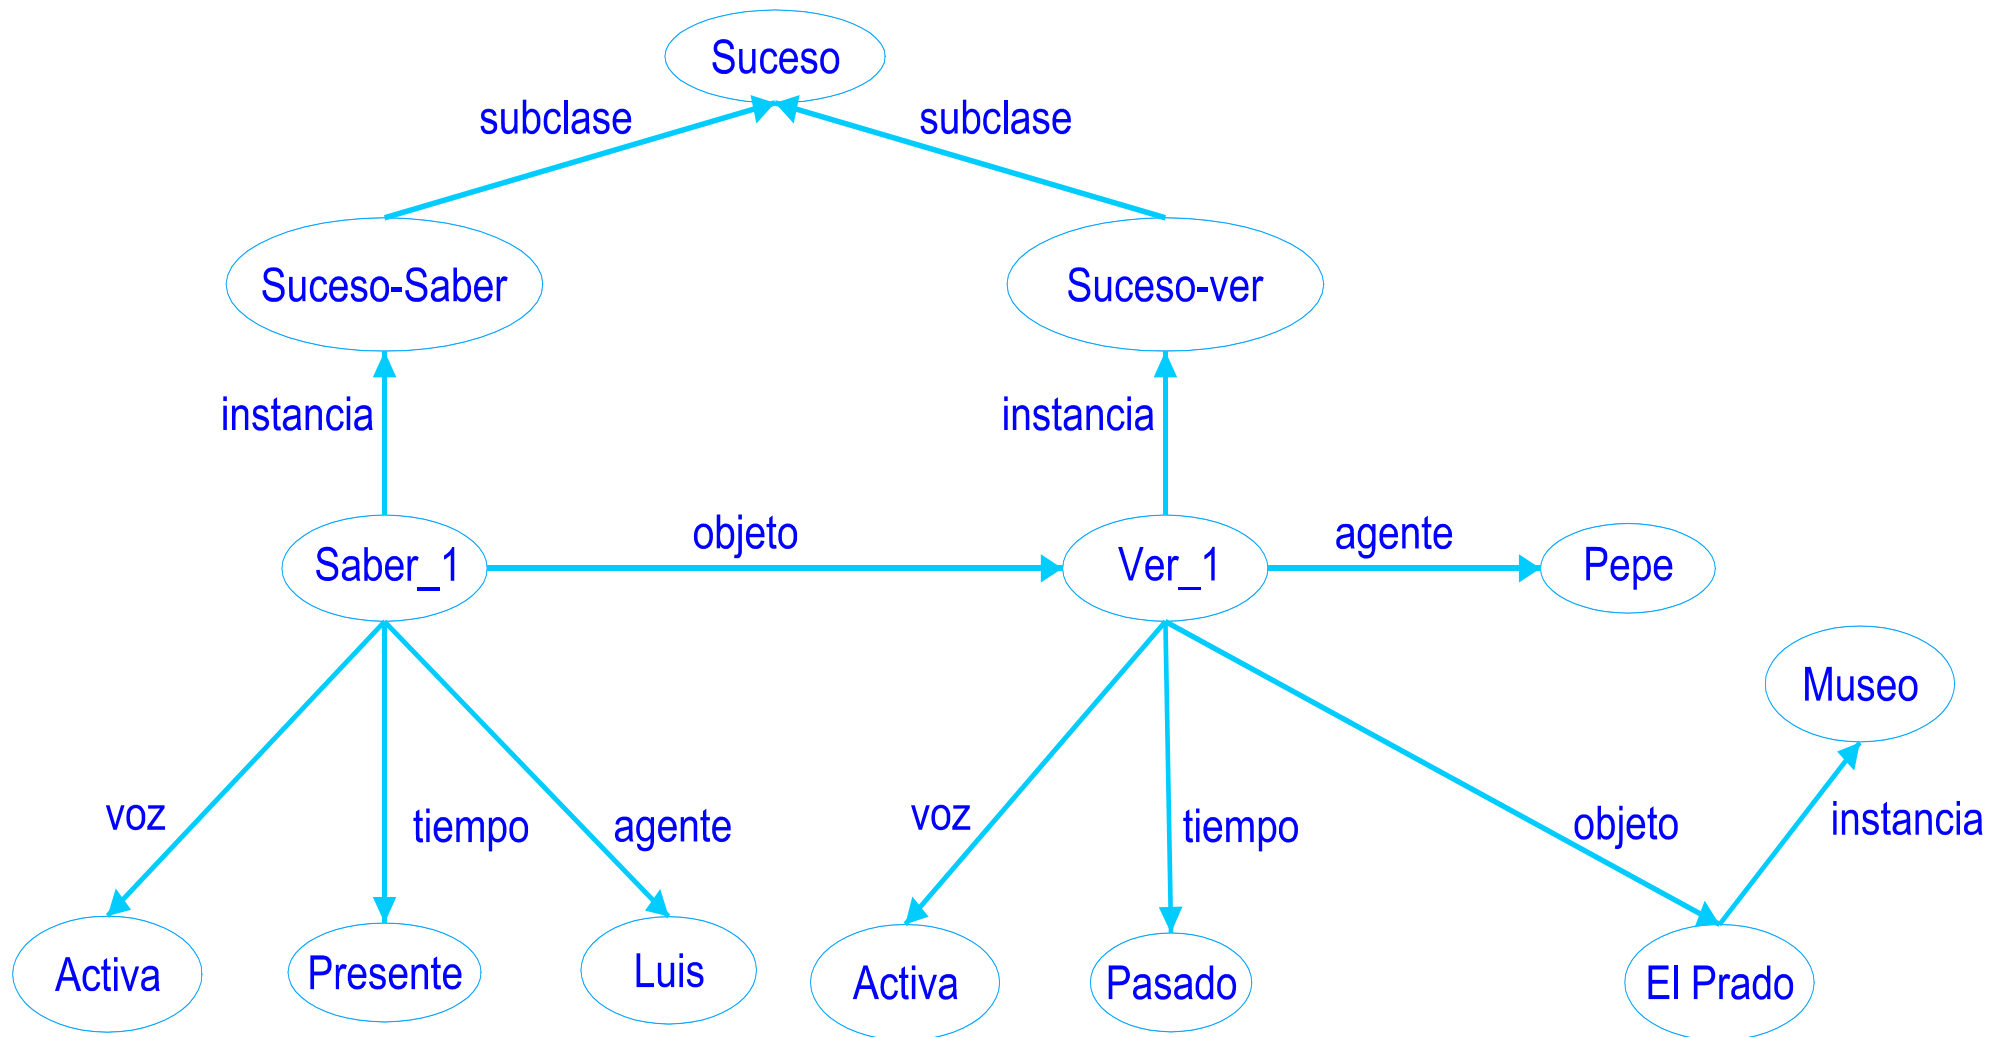 Suceso
subclase
subclase
Suceso-Saber
Suceso-ver
instancia
instancia
Saber_1
objeto
Ver_1
agente
Pepe
Museo
voz
tiempo
agente
voz
tiempo
objeto
instancia
Activa
Presente
Luis
Activa
Pasado
El Prado